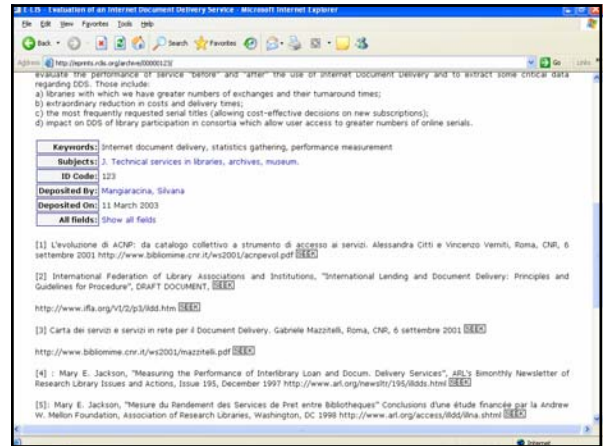 E-LIS - Evaluation of an Internet Document Delivery Service - Microsoft Internet Explorer
File Edit View Favorites Tools Help
Back Search Favorites
Address http://eprints.rclis.org/archive/00000123/ Go Links
evaluate the performance of service "before" and "after" the use of Internet Document Delivery and to extract some critical data
regarding DDS. Those include:
a) libraries with which we have greater numbers of exchanges and their turnaround times;
b) extraordinary reduction in costs and delivery times;
c) the most frequently requested serial titles (allowing cost-effective decisions on new subscriptions);
d) impact on DDS of library participation in consortia which allow user access to greater numbers of online serials.
Keywords: Internet document delivery, statistics gathering, performance measurement
Subjects: J. Technical services in libraries, archives, museum.
ID Code: 123
Deposited By: Mangiaracina, Silvana
Deposited On: 11 March 2003
All fields: Show all fields
[1] L'evoluzione di ACNP: da catalogo collettivo a strumento di accesso ai servizi. Alessandra Citti e Vincenzo Verniti, Roma, CNR, 6
settembre 2001 http://www.bibliomime.cnr.it/ws2001/acnpevol.pdf SEEK
[2] International Federation of Library Associations and Institutions, "International Lending and Document Delivery: Principles and
Guidelines for Procedure", DRAFT DOCUMENT, SEEK
http://www.ifla.org/VI/2/p3/ildd.htm SEEK
[3] Carta dei servizi e servizi in rete per il Document Delivery. Gabriele Mazzitelli, Roma, CNR, 6 settembre 2001 SEEK
http://www.bibliomme.cnr.it/ws2001/mazzitelli.pdf SEEK
[4] : Mary E. Jackson, "Measuring the Performance of Interlibrary Loan and Docum. Delivery Services", ARL's Bimonthly Newsletter of
Research Library Issues and Actions, Issue 195, December 1997 http://www.arl.org/newsltr/195/illdds.html SEEK
[5]: Mary E. Jackson, "Mesure du Rendement des Services de Pret entre Bibliotheques" Conclusions d'une étude financée par la Andrew
W. Mellon Foundation, Association of Research Libraries, Washington, DC 1998 http://www.arl.org/access/illdd/illna.shtml SEEK
Internet